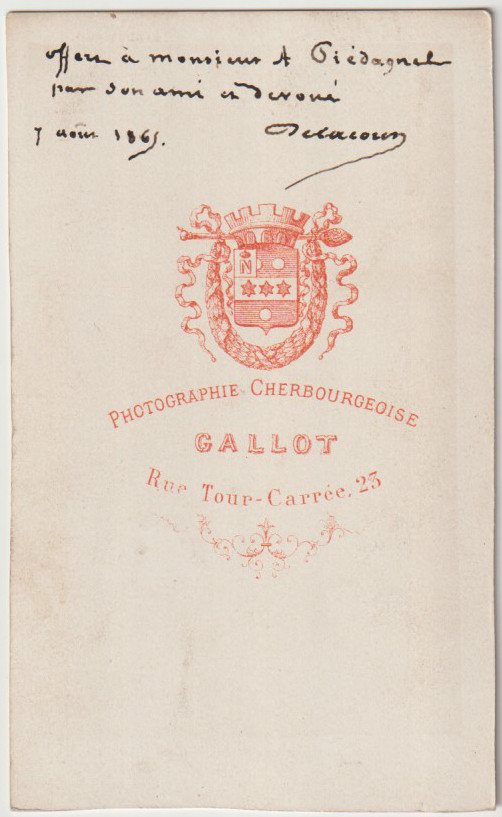 offert à monsieur A Piédagnel
par son ami et dévoué
7 août 1865. Delacour
N
PHOTOGRAPHIE CHERBOURGEOISE
GALLOT
Rue Tour-Carrée, 23